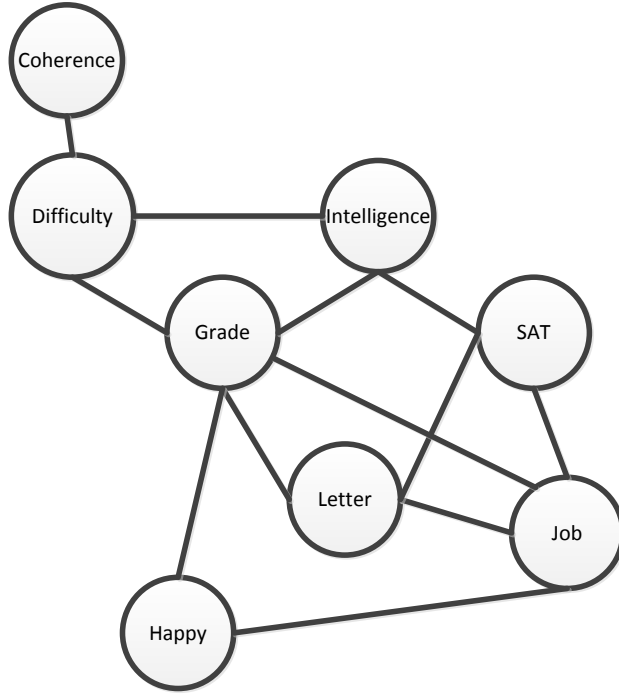 Coherence
Difficulty
Intelligence
Grade
SAT
Letter
Job
Happy